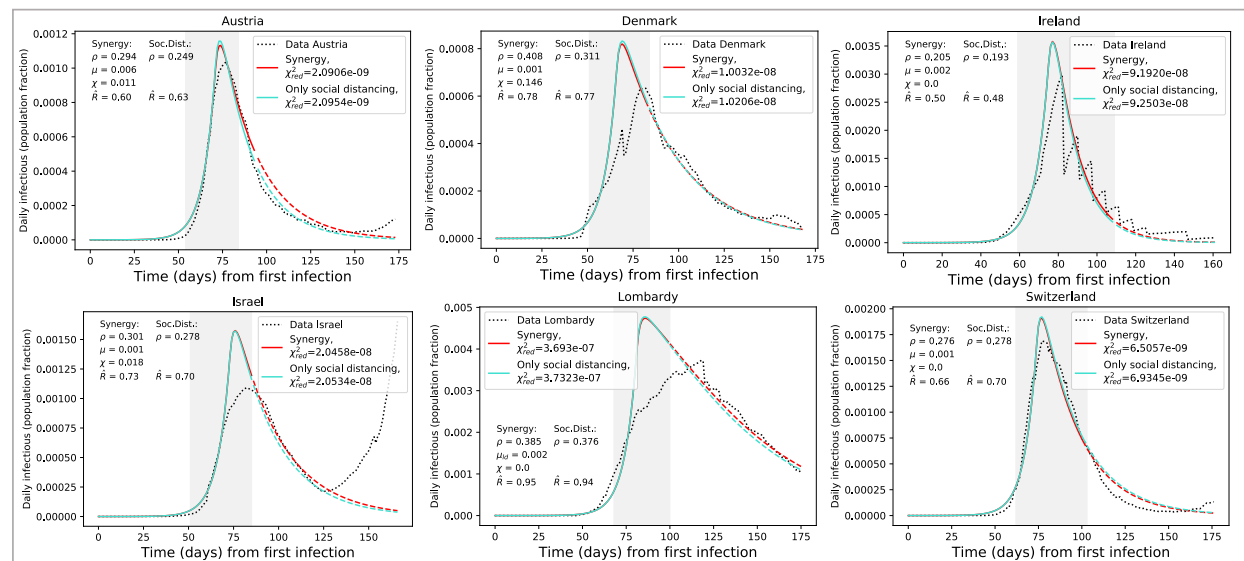 Austria
Daily infectious (population fraction)
0.0012
0.0010
0.0008
0.0006
0.0004
0.0002
0.0000
Synergy: Soc.Dist.:
ρ = 0.294 ρ = 0.249
μ = 0.006
χ = 0.011
R̂ = 0.60 R̂ = 0.63
Data Austria
Synergy,
χ²red=2.0906e-09
Only social distancing,
χ²red=2.0954e-09
0 25 50 75 100 125 150 175
Time (days) from first infection
Denmark
Daily infectious (population fraction)
0.0008
0.0006
0.0004
0.0002
0.0000
Synergy: Soc.Dist.:
ρ = 0.408 ρ = 0.311
μ = 0.001
χ = 0.146
R̂ = 0.78 R̂ = 0.77
Data Denmark
Synergy,
χ²red=1.0032e-08
Only social distancing,
χ²red=1.0206e-08
0 25 50 75 100 125 150 175
Time (days) from first infection
Ireland
Daily infectious (population fraction)
0.0035
0.0030
0.0025
0.0020
0.0015
0.0010
0.0005
0.0000
Synergy: Soc.Dist.:
ρ = 0.205 ρ = 0.193
μ = 0.002
χ = 0.0
R̂ = 0.50 R̂ = 0.48
Data Ireland
Synergy,
χ²red=9.1920e-08
Only social distancing,
χ²red=9.2503e-08
0 20 40 60 80 100 120 140 160
Time (days) from first infection
Israel
Daily infectious (population fraction)
0.00150
0.00125
0.00100
0.00075
0.00050
0.00025
0.00000
Synergy: Soc.Dist.:
ρ = 0.301 ρ = 0.278
μ = 0.001
χ = 0.018
R̂ = 0.73 R̂ = 0.70
Data Israel
Synergy,
χ²red=2.0458e-08
Only social distancing,
χ²red=2.0534e-08
0 25 50 75 100 125 150
Time (days) from first infection
Lombardy
Daily infectious (population fraction)
0.005
0.004
0.003
0.002
0.001
0.000
Data Lombardy
Synergy,
χ²red=3.693e-07
Only social distancing,
χ²red=3.7323e-07
Synergy: Soc.Dist.:
ρ = 0.385 ρ = 0.376
μld = 0.002
χ = 0.0
R̂ = 0.95 R̂ = 0.94
0 25 50 75 100 125 150 175
Time (days) from first infection
Switzerland
Daily infectious (population fraction)
0.00200
0.00175
0.00150
0.00125
0.00100
0.00075
0.00050
0.00025
0.00000
Synergy: Soc.Dist.:
ρ = 0.276 ρ = 0.278
μ = 0.001
χ = 0.0
R̂ = 0.66 R̂ = 0.70
Data Switzerland
Synergy,
χ²red=6.5057e-09
Only social distancing,
χ²red=6.9345e-09
0 25 50 75 100 125 150 175
Time (days) from first infection